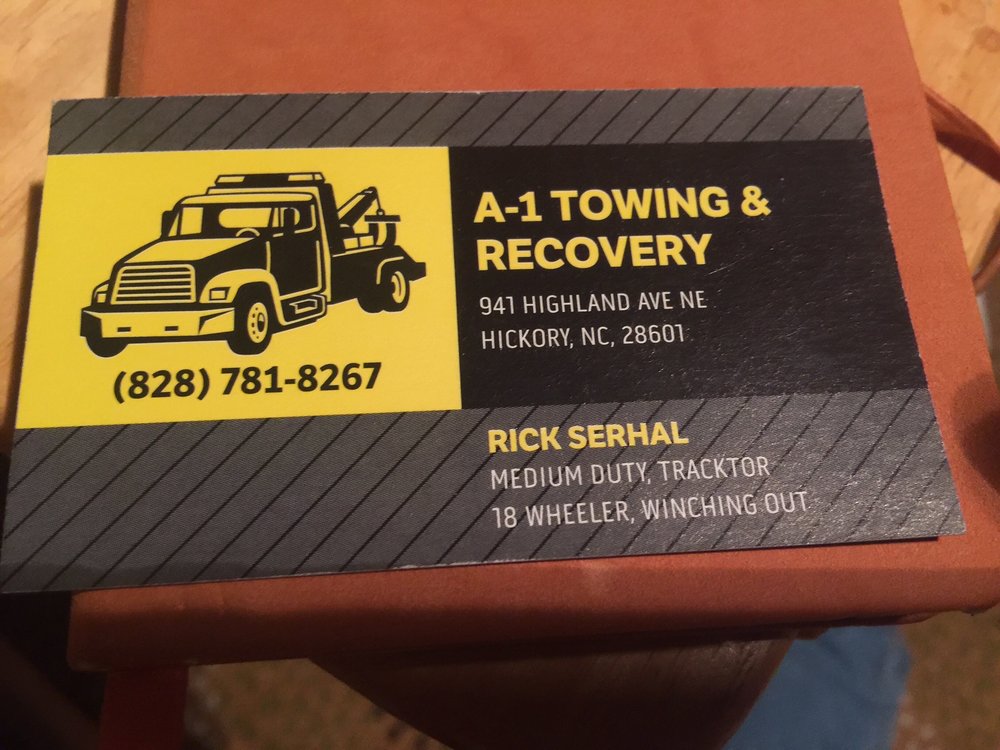 A-1 TOWING &
RECOVERY
941 HIGHLAND AVE NE
HICKORY, NC, 28601
(828) 781-8267
RICK SERHAL
MEDIUM DUTY, TRACKTOR
18 WHEELER, WINCHING OUT